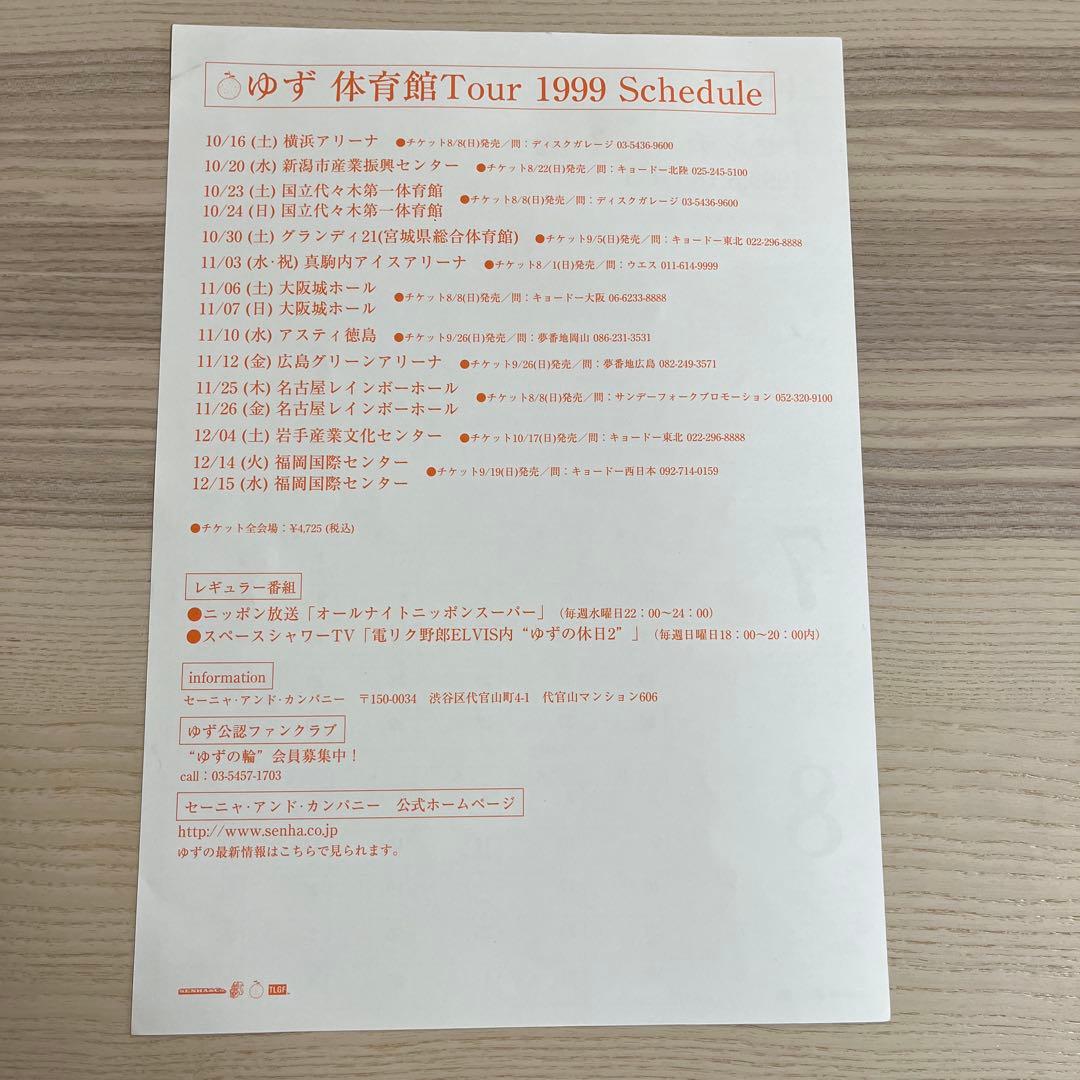 ゆず 体育館Tour 1999 Schedule
10/16 (土) 横浜アリーナ ●チケット8/8(日)発売／問：ディスクガレージ 03-5436-9600
10/20 (水) 新潟市産業振興センター ●チケット8/22(日)発売／問：キョードー北陸 025-245-5100
10/23 (土) 国立代々木第一体育館
10/24 (日) 国立代々木第一体育館
●チケット8/8(日)発売／問：ディスクガレージ 03-5436-9600
10/30 (土) グランディ21(宮城県総合体育館) ●チケット9/5(日)発売／問：キョードー東北 022-296-8888
11/03 (水･祝) 真駒内アイスアリーナ ●チケット8／1(日)発売／問：ウエス 011-614-9999
11/06 (土) 大阪城ホール
11/07 (日) 大阪城ホール
●チケット8/8(日)発売／問：キョードー大阪 06-6233-8888
11/10 (水) アスティ徳島 ●チケット9/26(日)発売／問：夢番地岡山 086-231-3531
11/12 (金) 広島グリーンアリーナ ●チケット9/26(日)発売／問：夢番地広島 082-249-3571
11/25 (木) 名古屋レインボーホール
11/26 (金) 名古屋レインボーホール
●チケット8/8(日)発売／問：サンデーフォークプロモーション 052-320-9100
12/04 (土) 岩手産業文化センター ●チケット10/17(日)発売／問：キョードー東北 022-296-8888
12/14 (火) 福岡国際センター
12/15 (水) 福岡国際センター
●チケット9/19(日)発売／問：キョードー西日本 092-714-0159
●チケット全会場：¥4,725 (税込)
レギュラー番組
●ニッポン放送「オールナイトニッポンスーパー」（毎週水曜日22：00〜24：00）
●スペースシャワーTV「電リク野郎ELVIS内“ゆずの休日2”」（毎週日曜日18：00〜20：00内）
information
セーニャ･アンド･カンパニー 〒150-0034 渋谷区代官山町4-1 代官山マンション606
ゆず公認ファンクラブ
“ゆずの輪”会員募集中！
call：03-5457-1703
セーニャ･アンド･カンパニー 公式ホームページ
http://www.senha.co.jp
ゆずの最新情報はこちらで見られます。
SENHA&Co. TLGF